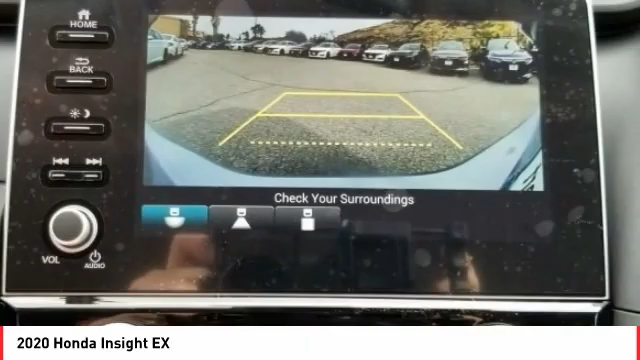 HOME
BACK
VOL
AUDIO
Check Your Surroundings
2020 Honda Insight EX